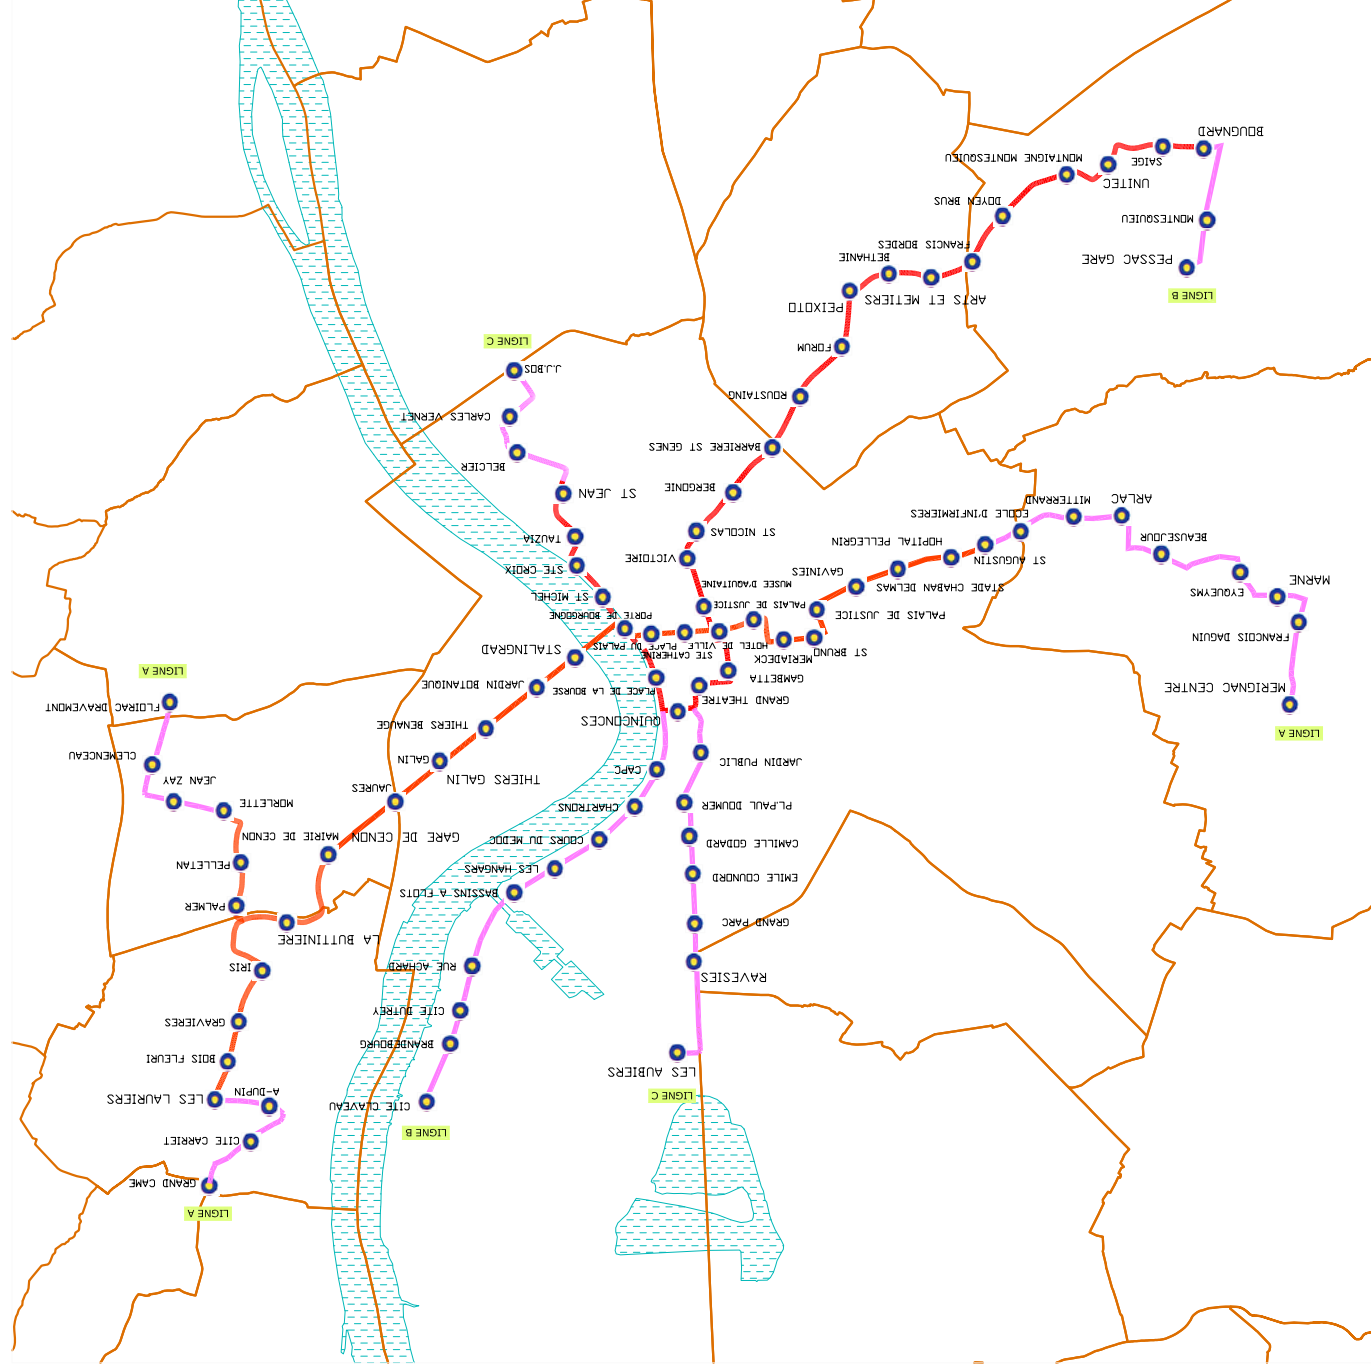 BOUGNARD
SAIGE
MONTAIGNE MONTESQUIEU
UNITEC
DOYEN BRUS
MONTESQUIEU
PESSAC GARE
LIGNE B
FRANCIS BORDES
BETHANIE
ARTS ET METIERS
PEIXOTO
FORUM
LIGNE C
J.J.BOS
ROUSTAING
CARLES VERNET
BARRIERE ST GENES
BELCIER
BERGONIE
ST JEAN
ARLAC
MITTERRAND
ECOLE D'INFIRMIERES
ST NICOLAS
TAUZIA
HOPITAL PELLEGRIN
BEAUSEJOUR
VICTOIRE
ST AUGUSTIN
STE CROIX
GAVINIES
MUSEE D'AQUITAINE
STADE CHABAN DELMAS
MARNE
EYQUEYMS
ST MICHEL
PALAIS DE JUSTICE
PALAIS DE JUSTICE
PORTE DE BOURGOGNE
FRANCOIS DAGUIN
HOTEL DE VILLE
PLACE DU PALAIS
STE CATHERINE
ST BRUNO
MERIADECK
STALINGRAD
GAMBETTA
LIGNE A
JARDIN BOTANIQUE
PLACE DE LA BOURSE
GRAND THEATRE
MERIGNAC CENTRE
FLOIRAC DRAVEMONT
QUINCONCES
THIERS BENAUGE
LIGNE A
CLEMENCEAU
GALIN
JARDIN PUBLIC
CAPC
JEAN ZAY
THIERS GALIN
JAURES
MORLETTE
CHARTRONS
PL.PAUL DOUMER
MAIRIE DE CENON
GARE DE CENON
COURS DU MEDOC
CAMILLE GODARD
PELLETAN
LES HANGARS
EMILE COUNORD
BASSINS A FLOTS
PALMER
GRAND PARC
LA BUTTINIERE
IRIS
RUE ACHARD
RAVESIES
CITE DUTREY
GRAVIERES
BRANDEBOURG
BOIS FLEURI
LES AUBIERS
A-DUPIN
LES LAURIERS
LIGNE C
CITE CLAVEAU
LIGNE B
CITE CARRIET
GRAND CAME
LIGNE A